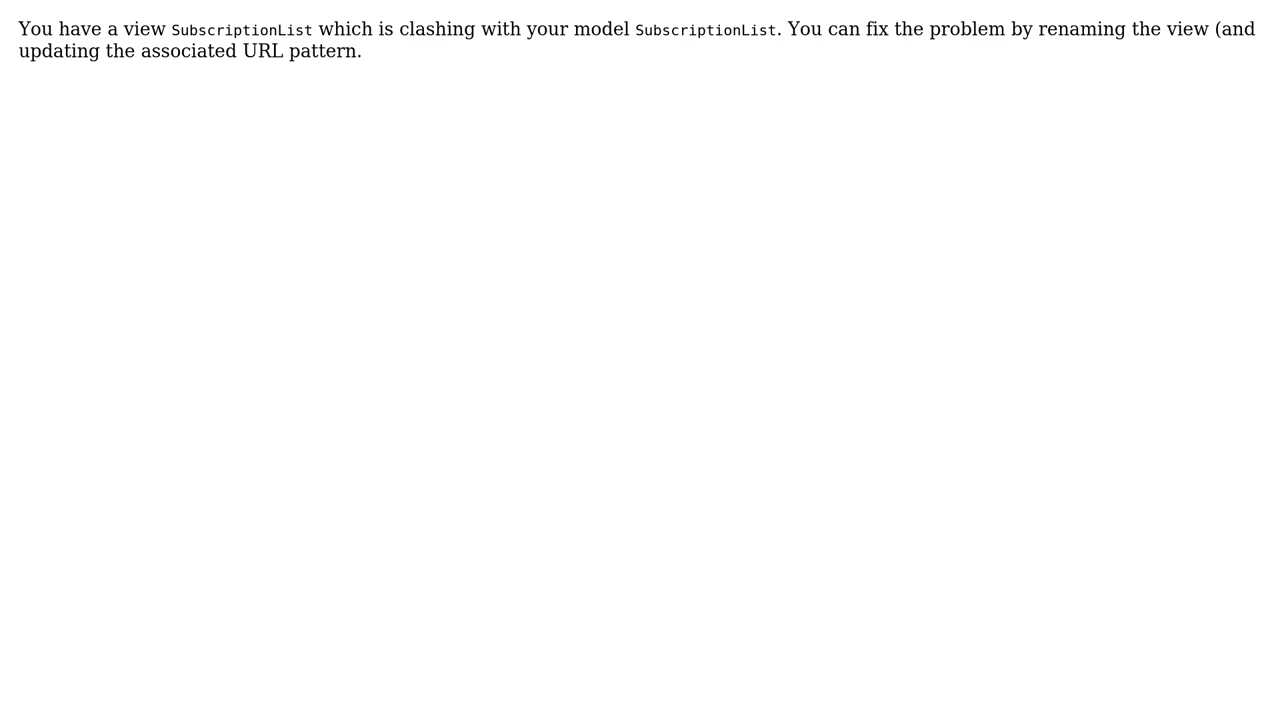 You have a view SubscriptionList which is clashing with your model SubscriptionList. You can fix the problem by renaming the view (and
updating the associated URL pattern.